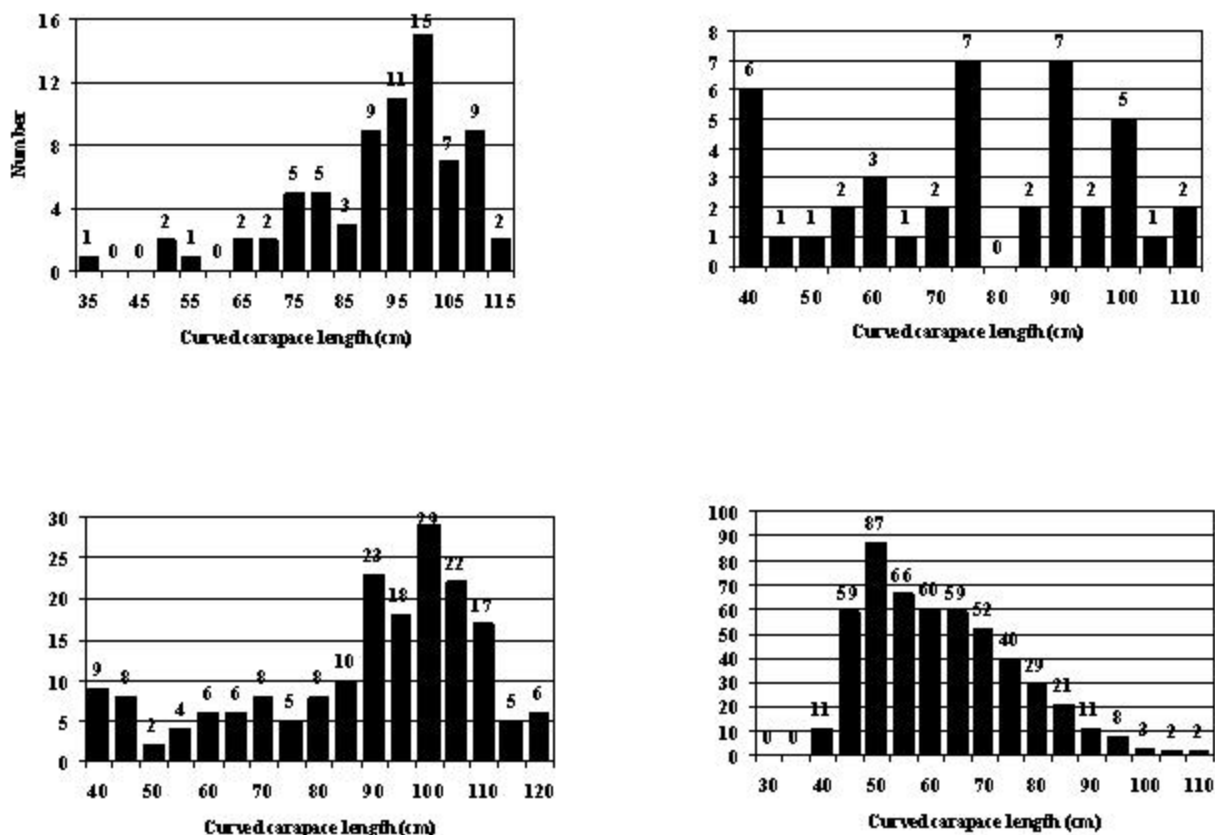 16 15
12 11
9 9
8 7
5 5
4 3
2 2 2 2
1 0 0 1 0
0
35 45 55 65 75 85 95 105 115
Number
Curved carapace length (cm)
8
7 7 7
6 6
5 5
4
3 3
2 2 2 2 2 2
1 1 1 1 1
0 0
40 50 60 70 80 90 100 110
Curved carapace length (cm)
30 29
25 23 22
20 18 17
15
10 9 8 6 6 8 8 10
5 2 4 5 5 6
0
40 50 60 70 80 90 100 110 120
Curved carapace length (cm)
100
90 87
80
70 66
60 59 60 59
50 52
40 40
30 29
20 21
10 11 11 8
0 0 0 3 2 2
30 40 50 60 70 80 90 100 110
Curved carapace length (cm)